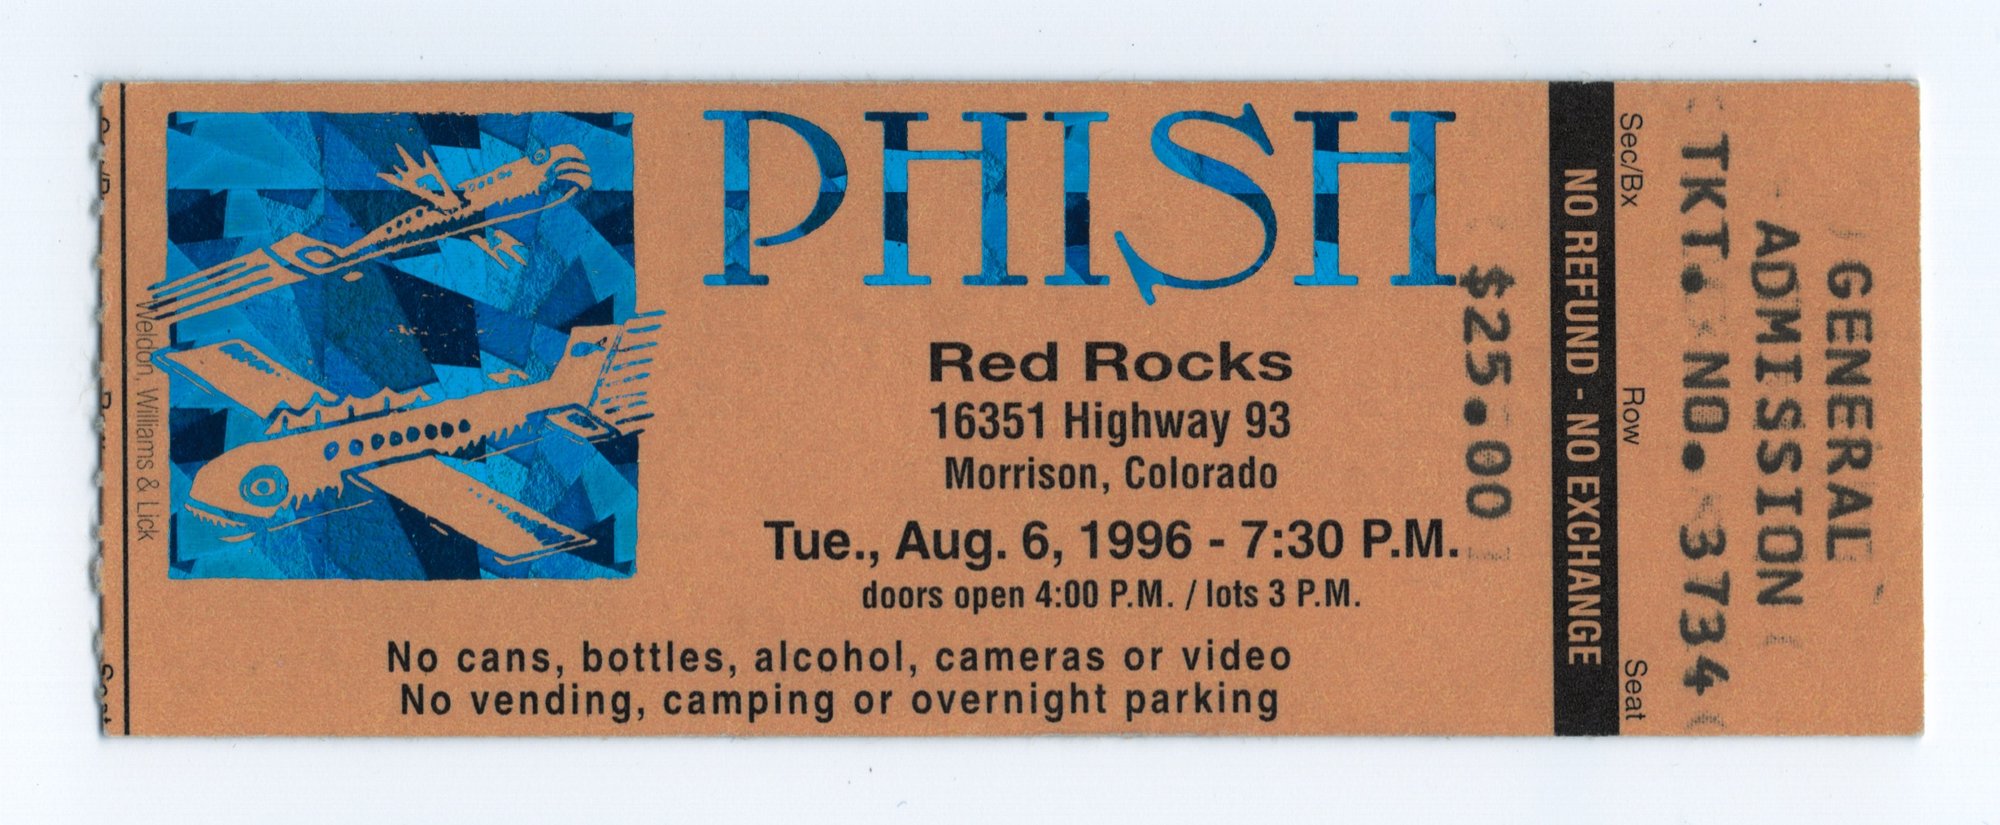 PHISH
Red Rocks
16351 Highway 93
Morrison, Colorado
Tue., Aug. 6, 1996 - 7:30 P.M.
doors open 4:00 P.M. / lots 3 P.M.
No cans, bottles, alcohol, cameras or video
No vending, camping or overnight parking
Weldon, Williams & Lick
$25.00
NO REFUND - NO EXCHANGE
Sec/Bx Row Seat
GENERAL
ADMISSION
TKT. NO. 3734